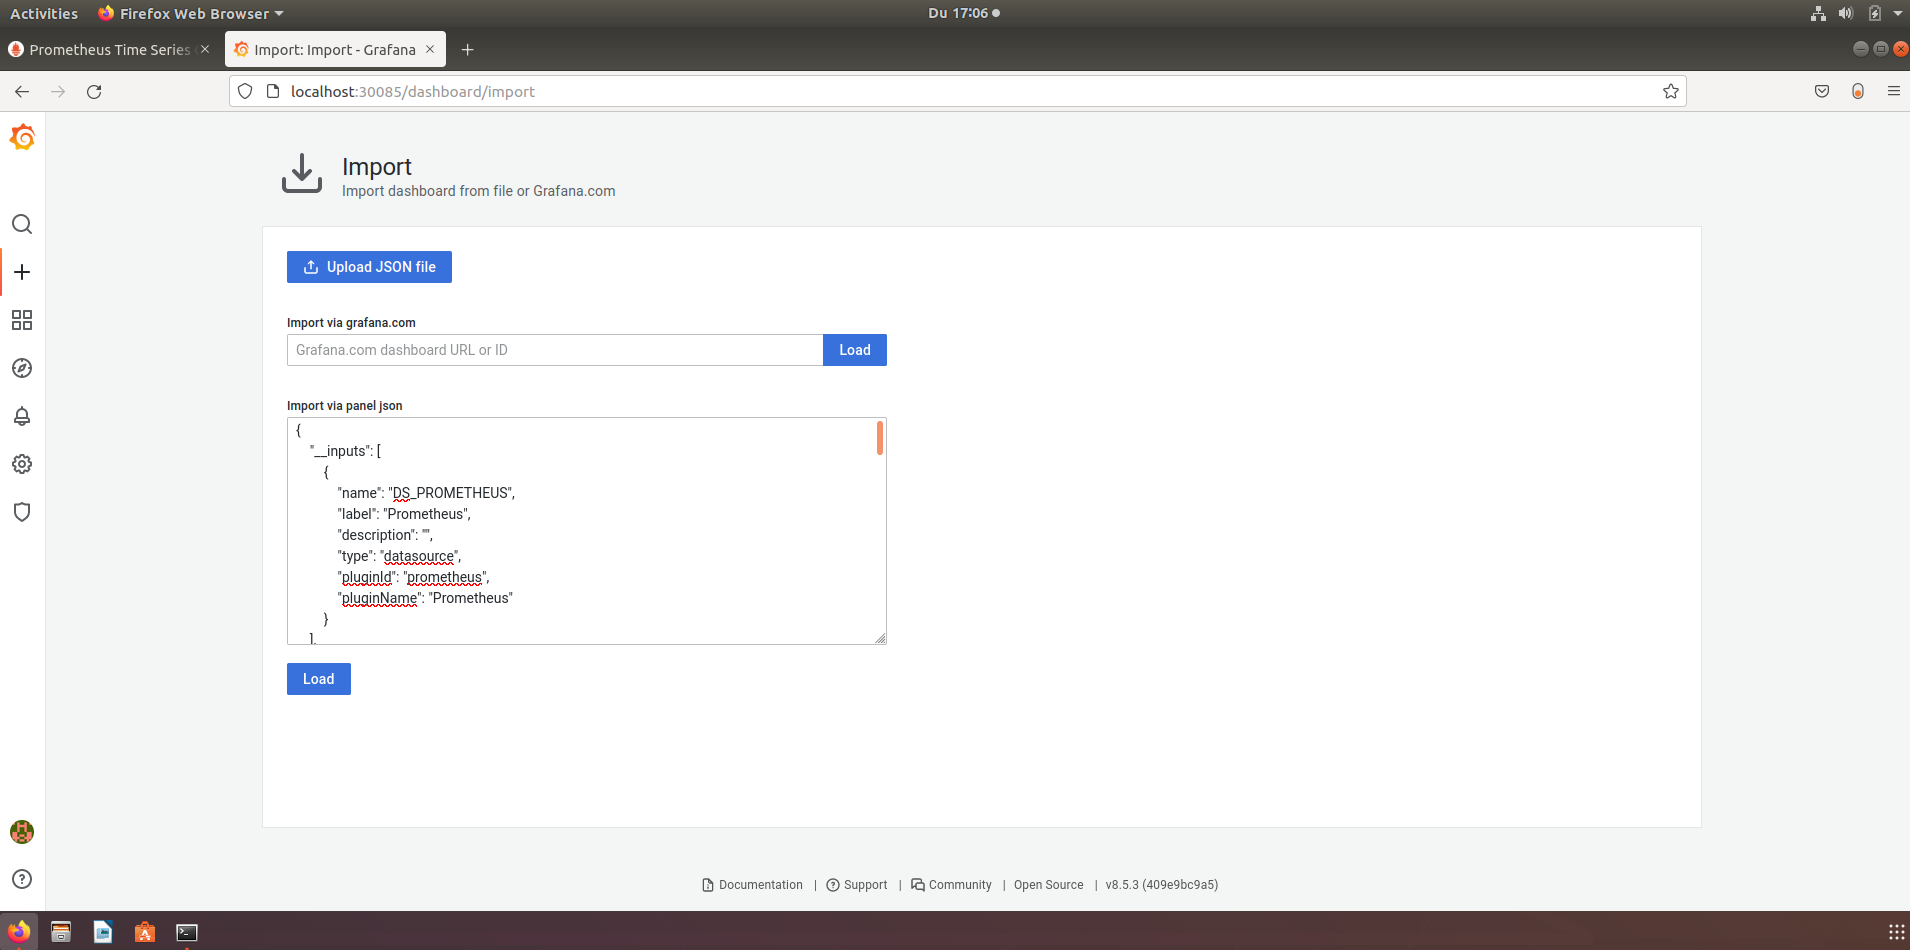 Activities
Firefox Web Browser
Du 17:06
Prometheus Time Series
Import: Import - Grafana
localhost:30085/dashboard/import
Import
Import dashboard from file or Grafana.com
Upload JSON file
Import via grafana.com
Grafana.com dashboard URL or ID
Load
Import via panel json
{
"__inputs": [
{
"name": "DS_PROMETHEUS",
"label": "Prometheus",
"description": "",
"type": "datasource",
"pluginId": "prometheus",
"pluginName": "Prometheus"
}
],
Load
Documentation | Support | Community | Open Source | v8.5.3 (409e9bc9a5)